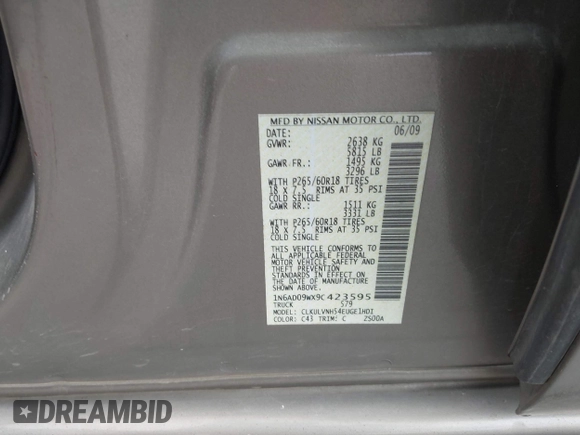 MFD BY NISSAN MOTOR CO., LTD.
DATE: 06/09
GVWR: 2638 KG
5815 LB
GAWR FR.: 1495 KG
3296 LB
WITH P265/60R18 TIRES
18 X 7.5 RIMS AT 35 PSI
COLD SINGLE
GAWR RR.: 1511 KG
3331 LB
WITH P265/60R18 TIRES
18 X 7.5 RIMS AT 35 PSI
COLD SINGLE
THIS VEHICLE CONFORMS TO
ALL APPLICABLE FEDERAL
MOTOR VEHICLE SAFETY AND
THEFT PREVENTION
STANDARDS IN EFFECT ON
THE DATE OF MANUFACTURE
SHOWN ABOVE.
1N6AD09WX9C423595
TRUCK 579
MODEL: CLKULVNHS4EUGE1HDI
COLOR: C43 TRIM: C 2500A
DREAMBID